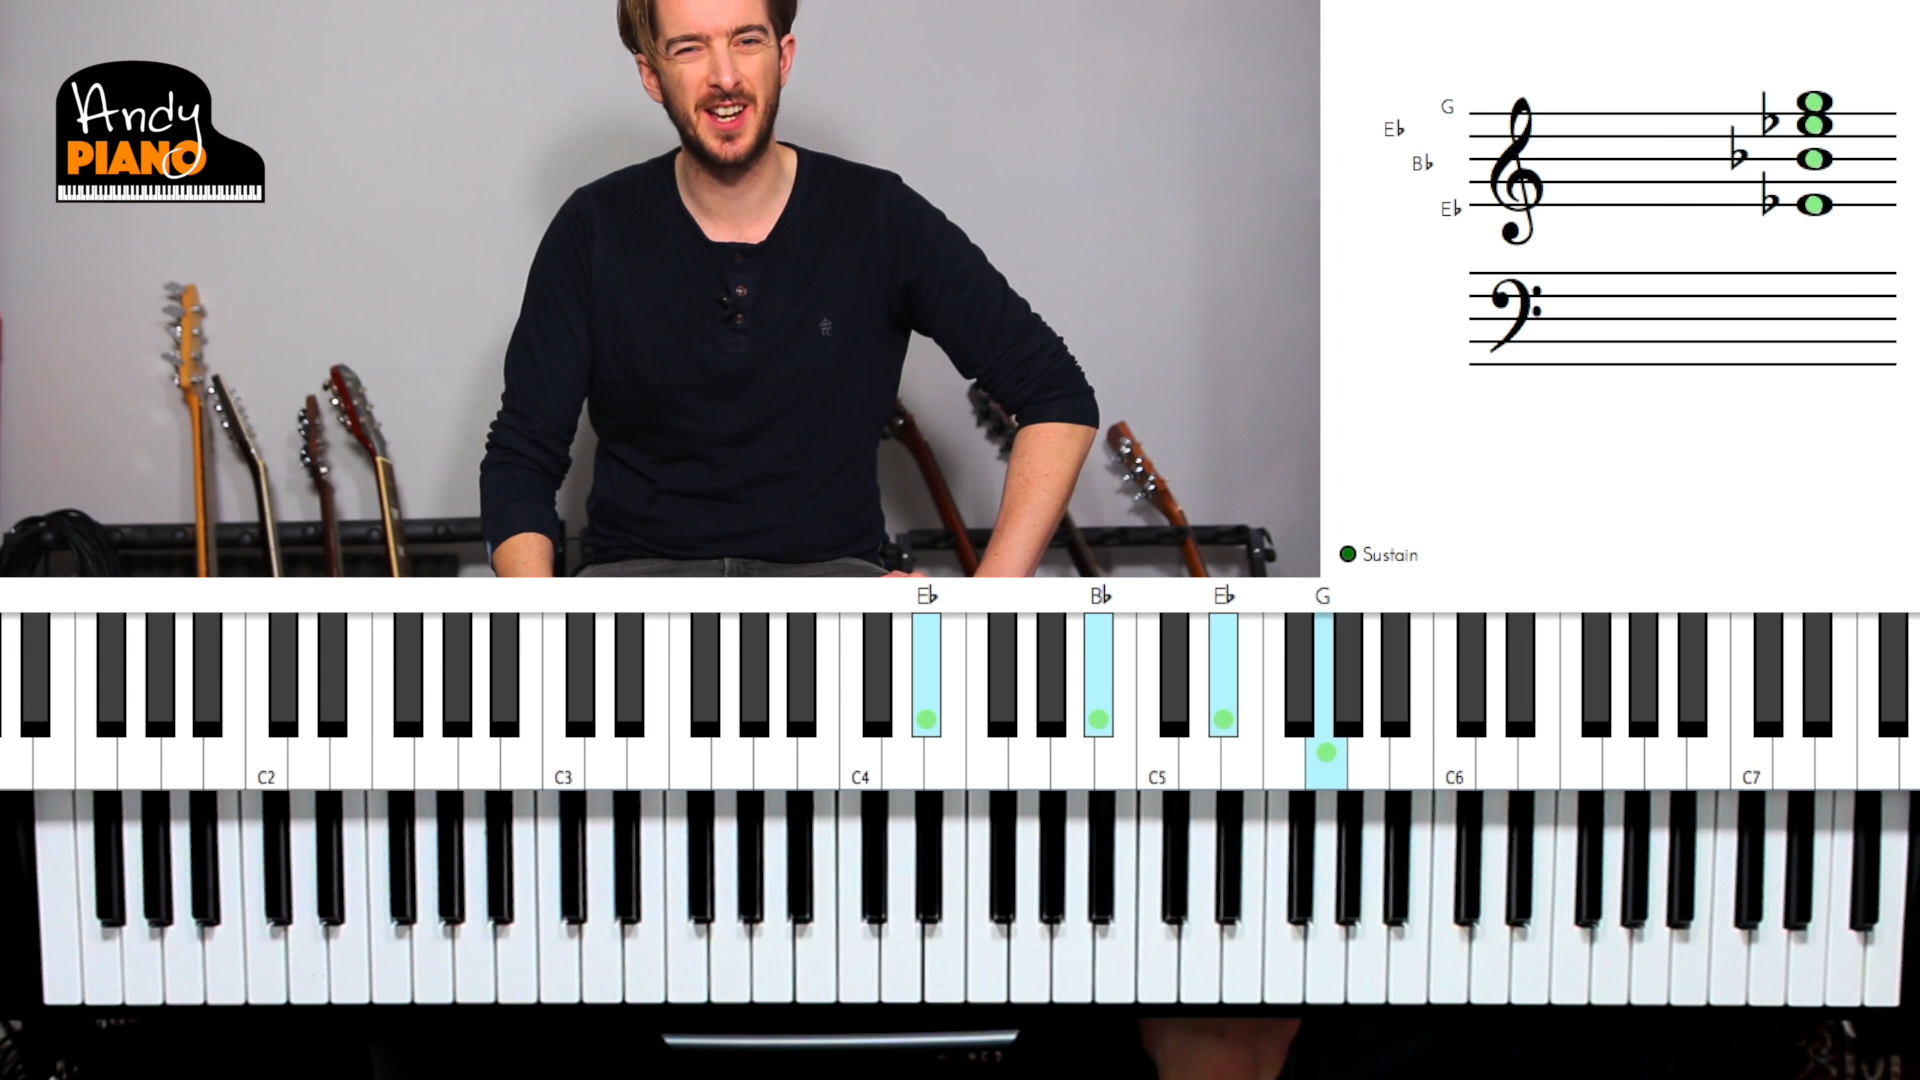 Andy
PIANO
G
E♭
B♭
E♭
Sustain
E♭ B♭ E♭ G
C2 C3 C4 C5 C6 C7